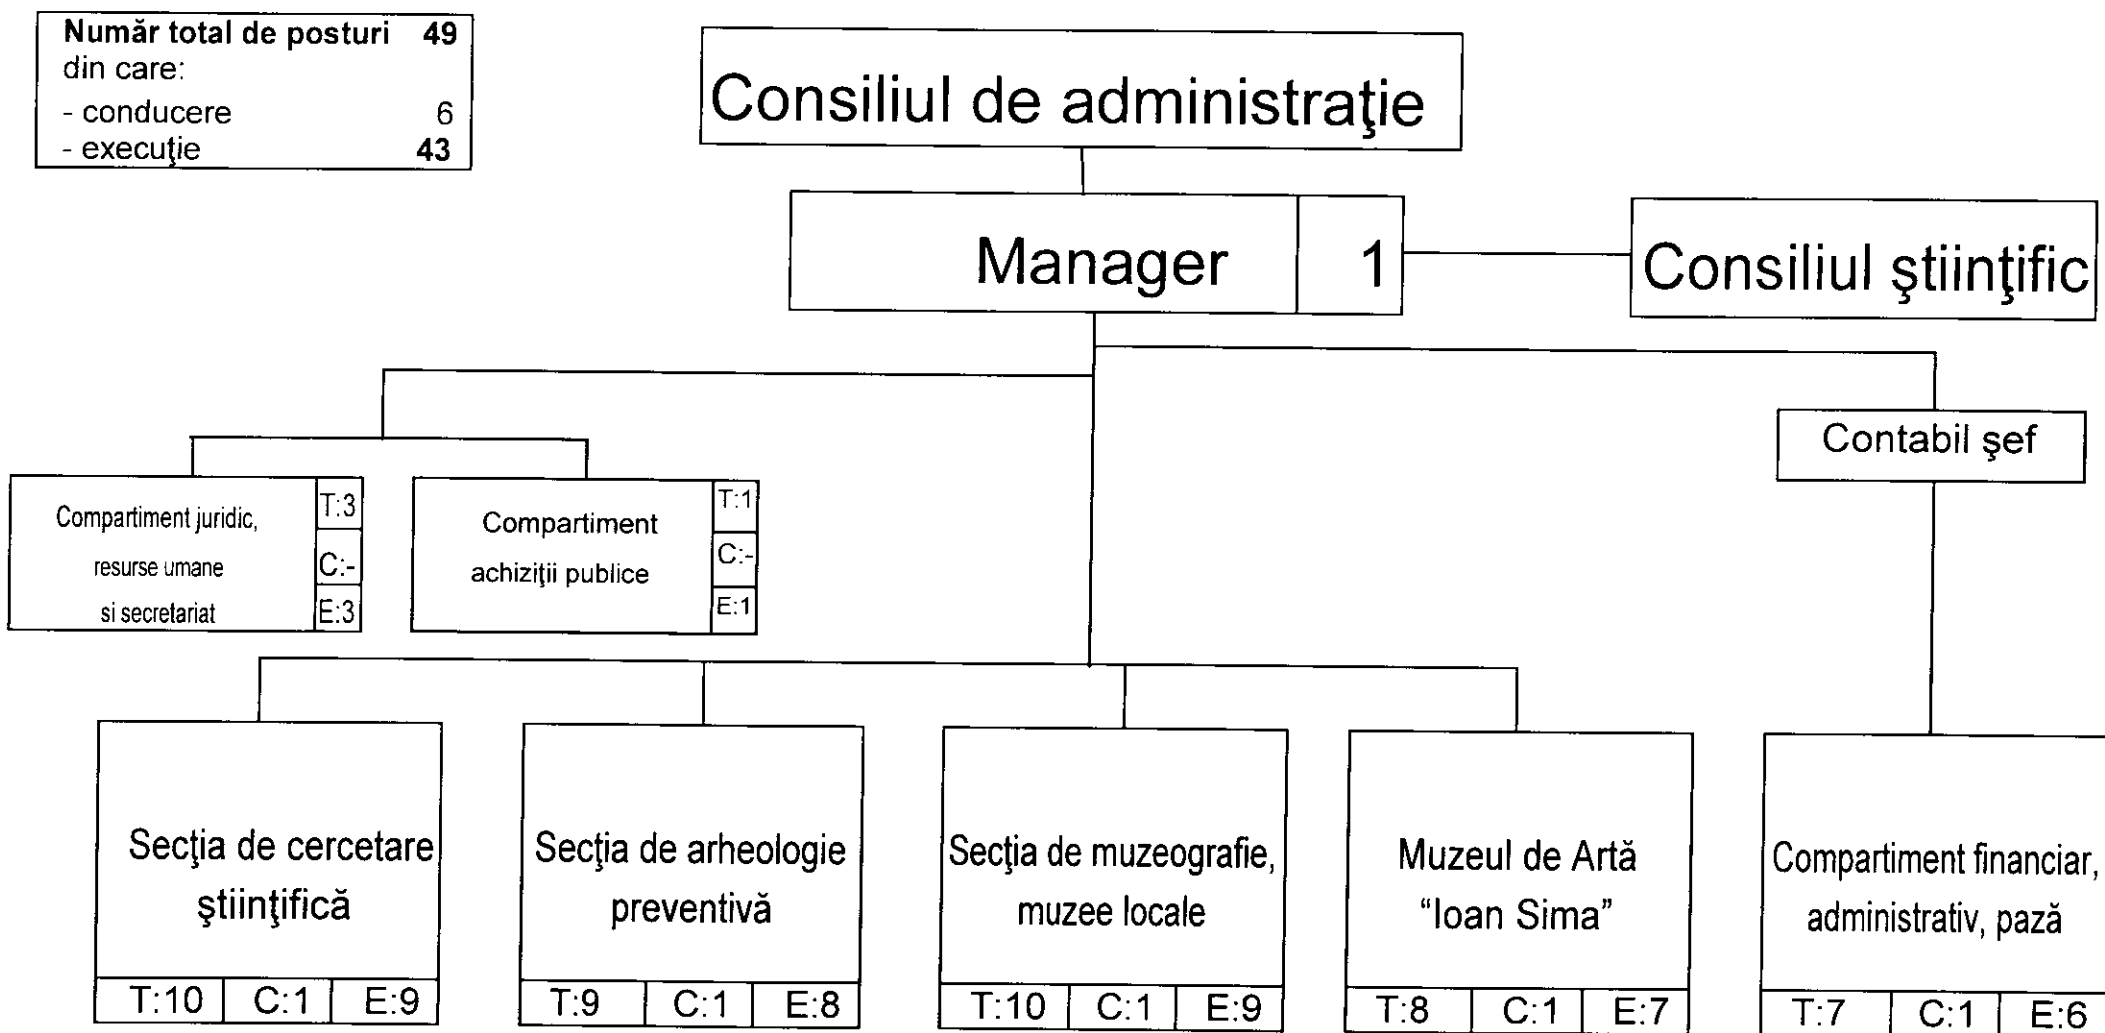 Număr total de posturi 49
din care:
- conducere 6
- execuţie 43
Consiliul de administraţie
Manager 1
Consiliul ştiinţific
Contabil şef
Compartiment juridic,
resurse umane
si secretariat
T:3
C:-
E:3
Compartiment
achiziţii publice
T:1
C:-
E:1
Secţia de cercetare
ştiinţifică
T:10 C:1 E:9
Secţia de arheologie
preventivă
T:9 C:1 E:8
Secţia de muzeografie,
muzee locale
T:10 C:1 E:9
Muzeul de Artă
“Ioan Sima”
T:8 C:1 E:7
Compartiment financiar,
administrativ, pază
T:7 C:1 E:6